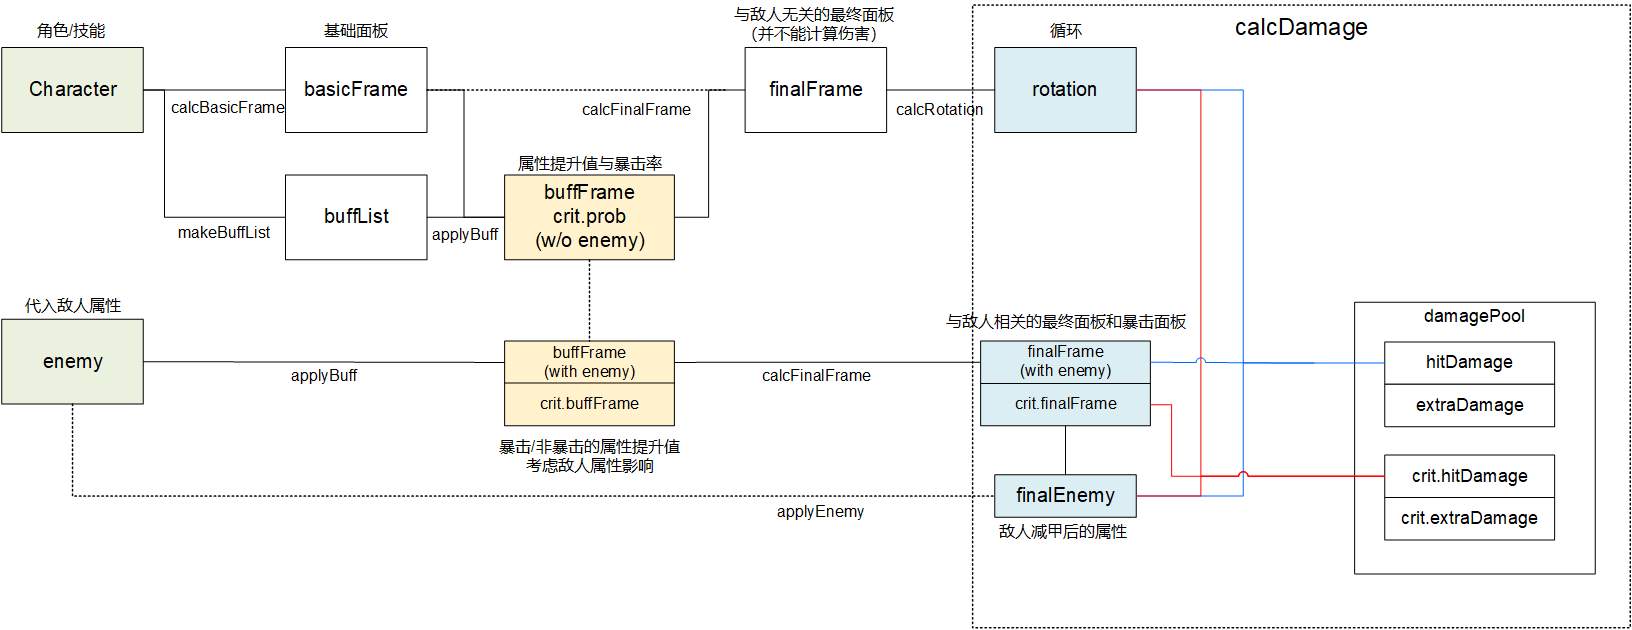 角色/技能
基础面板
与敌人无关的最终面板
（并不能计算伤害）
循环
calcDamage
Character
basicFrame
finalFrame
rotation
calcBasicFrame
calcFinalFrame
calcRotation
属性提升值与暴击率
buffList
buffFrame
crit.prob
(w/o enemy)
makeBuffList
applyBuff
代入敌人属性
与敌人相关的最终面板和暴击面板
damagePool
enemy
buffFrame
(with enemy)
crit.buffFrame
finalFrame
(with enemy)
crit.finalFrame
hitDamage
extraDamage
applyBuff
calcFinalFrame
暴击/非暴击的属性提升值
考虑敌人属性影响
crit.hitDamage
crit.extraDamage
finalEnemy
applyEnemy
敌人减甲后的属性